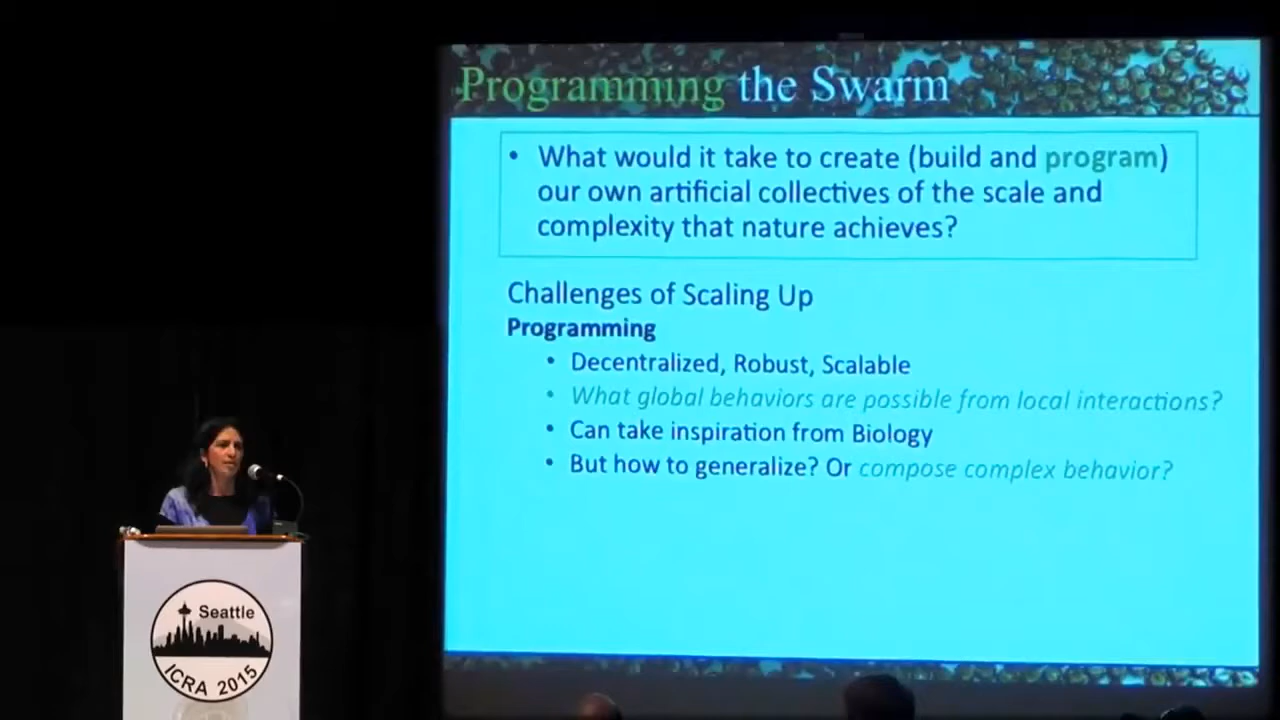 Programming the Swarm
• What would it take to create (build and program)
our own artificial collectives of the scale and
complexity that nature achieves?
Challenges of Scaling Up
Programming
• Decentralized, Robust, Scalable
• What global behaviors are possible from local interactions?
• Can take inspiration from Biology
• But how to generalize? Or compose complex behavior?
Seattle
ICRA 2015